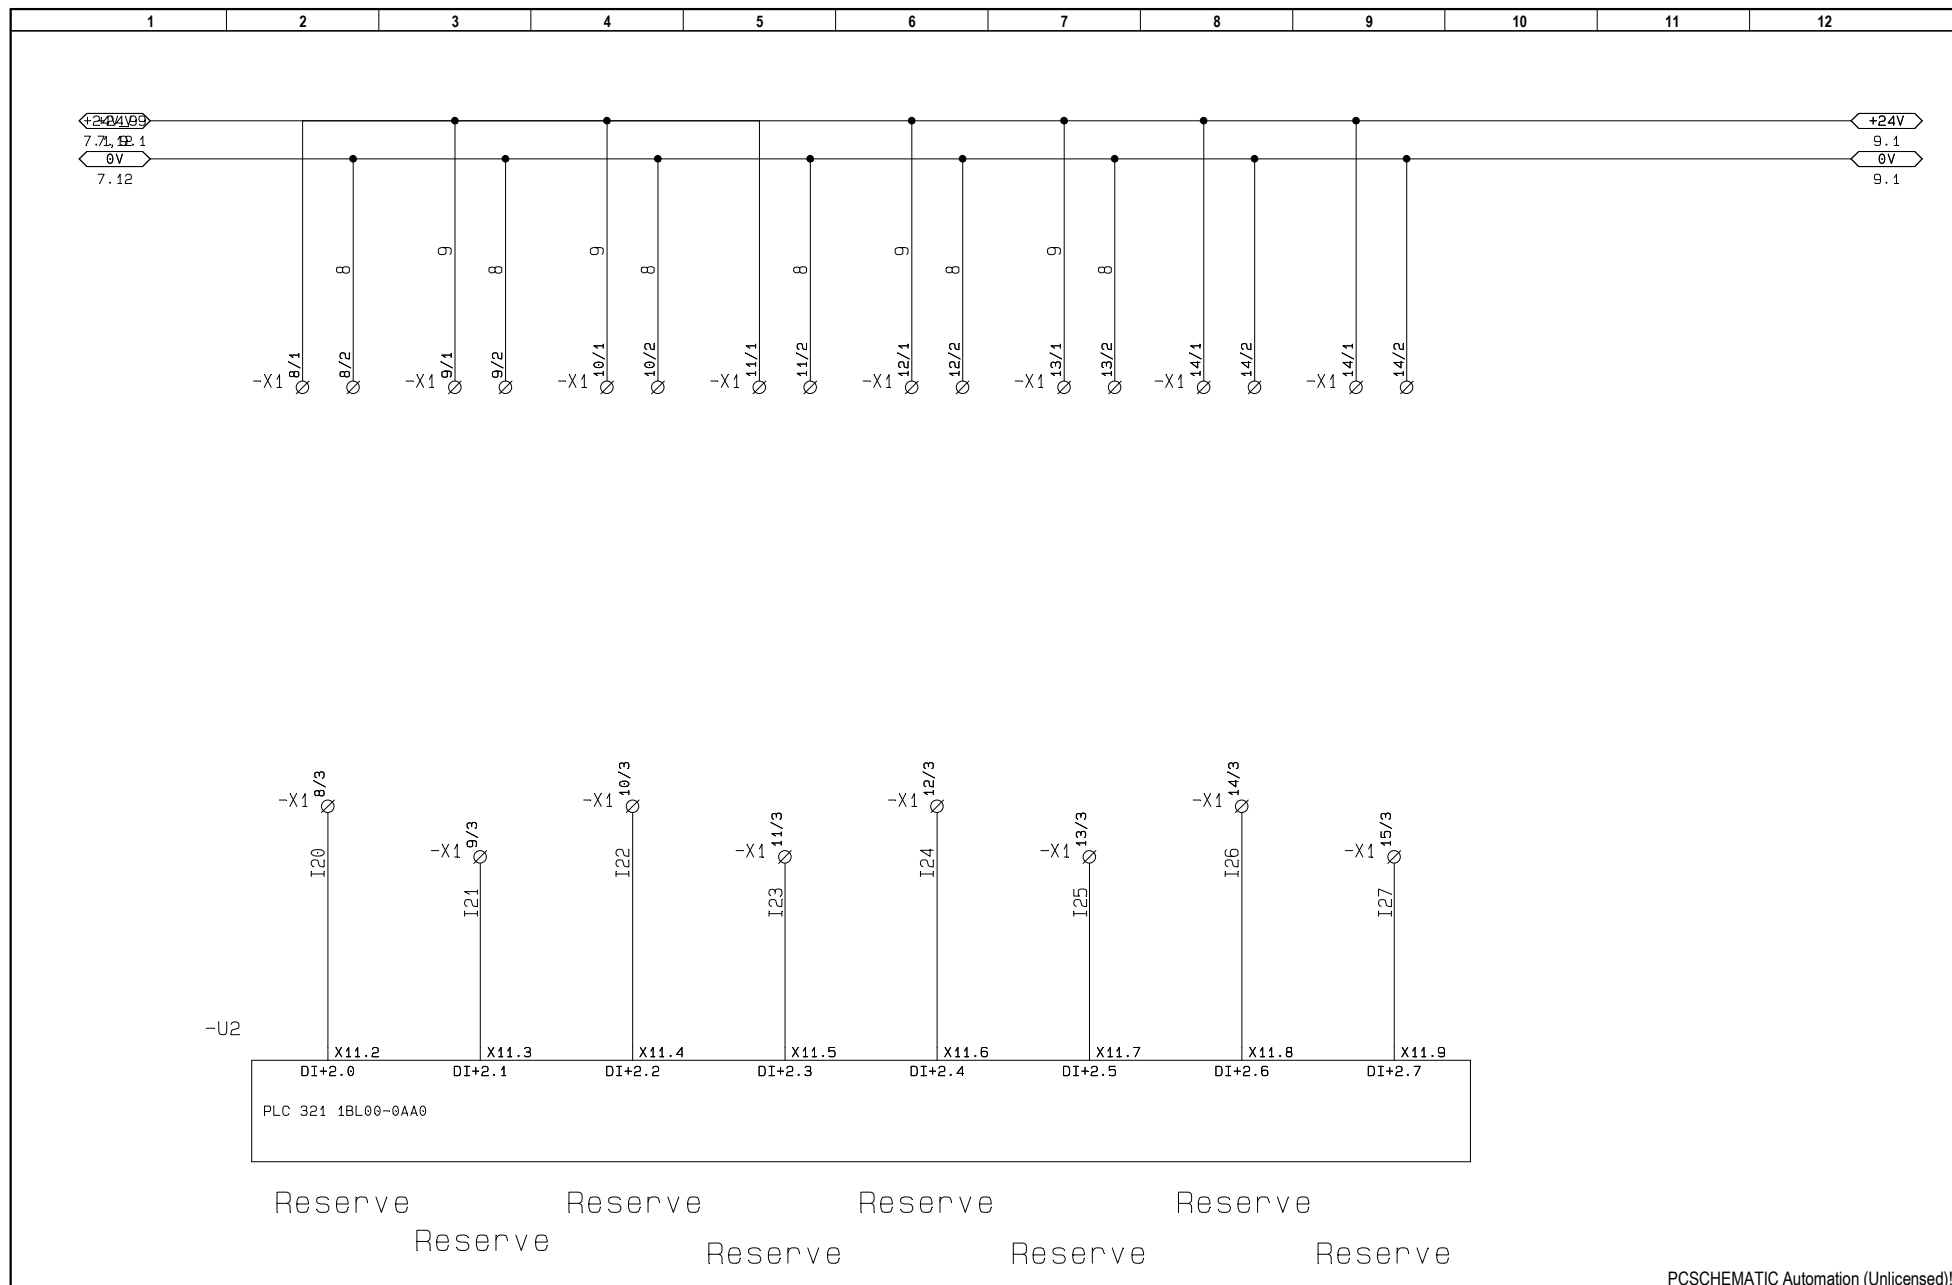 1 2 3 4 5 6 7 8 9 10 11 12
+24V
9.1
0V 0V
7.12 9.1
9 9 9 9
8 8 8 8 8 8
-X1 8/1 8/2 -X1 9/1 9/2 -X1 10/1 10/2 -X1 11/1 11/2 -X1 12/1 12/2 -X1 13/1 13/2 -X1 14/1 14/2 -X1 14/1 14/2
-X1 8/3 -X1 10/3 -X1 12/3 -X1 14/3
-X1 9/3 -X1 11/3 -X1 13/3 -X1 15/3
I20 I22 I24 I26
I21 I23 I25 I27
-U2
X11.2 X11.3 X11.4 X11.5 X11.6 X11.7 X11.8 X11.9
DI+2.0 DI+2.1 DI+2.2 DI+2.3 DI+2.4 DI+2.5 DI+2.6 DI+2.7
PLC 321 1BL00-0AA0
Reserve Reserve Reserve Reserve
Reserve
Reserve Reserve Reserve
PCSCHEMATIC Automation (Unlicensed)!